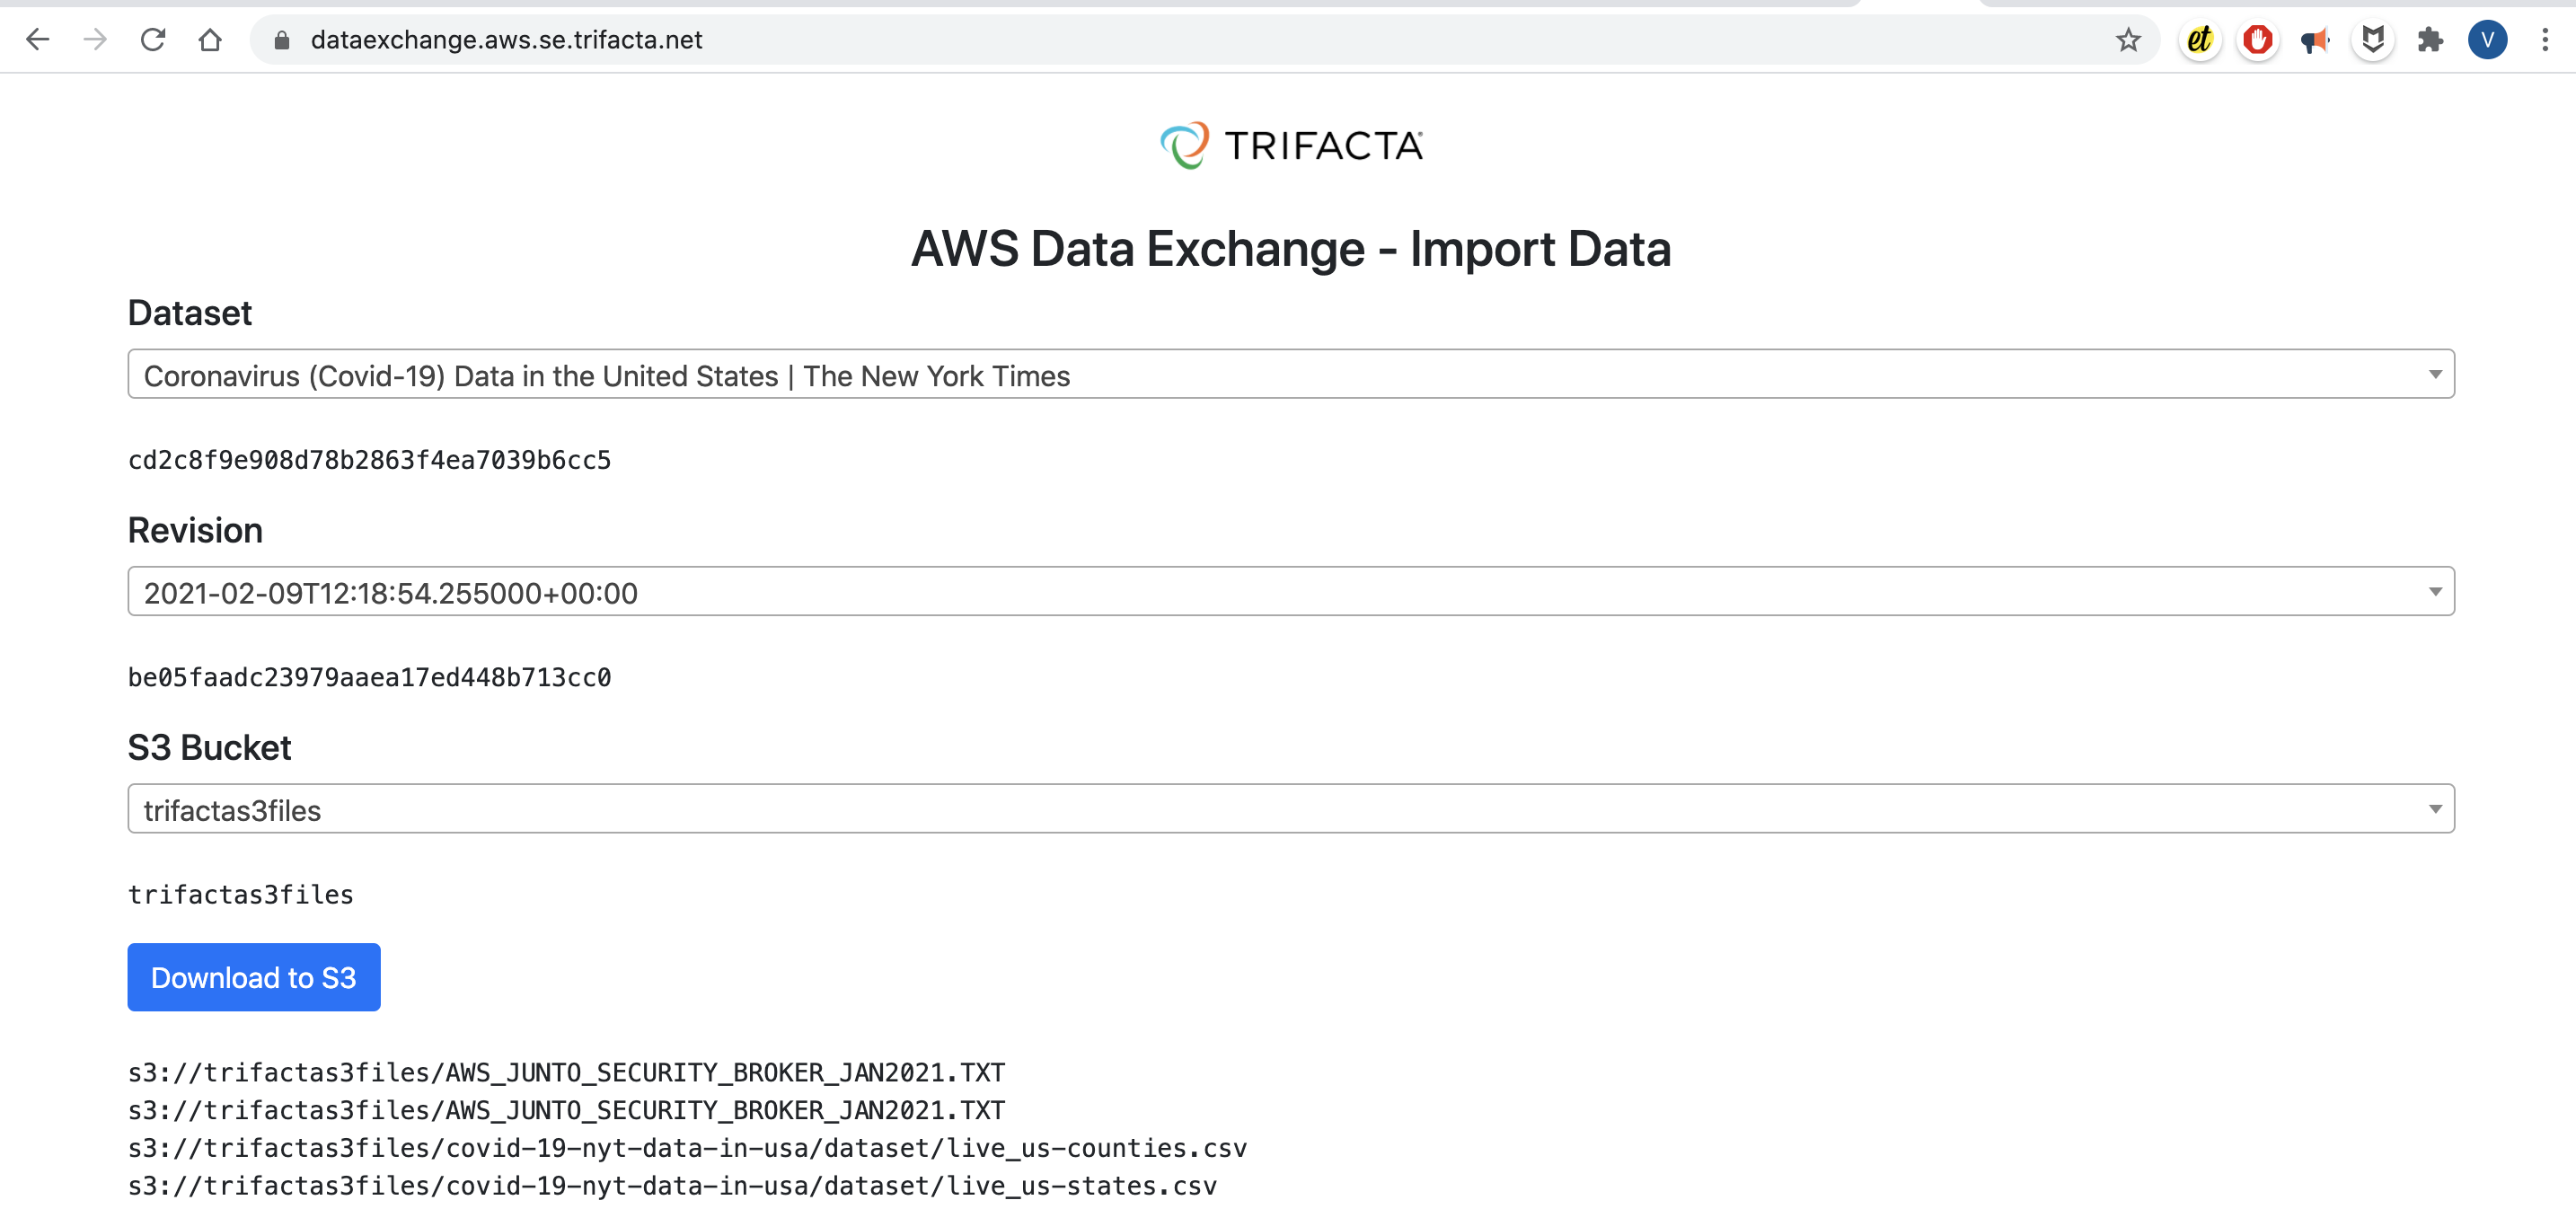 dataexchange.aws.se.trifacta.net
et
V
TRIFACTA
AWS Data Exchange - Import Data
Dataset
Coronavirus (Covid-19) Data in the United States | The New York Times
cd2c8f9e908d78b2863f4ea7039b6cc5
Revision
2021-02-09T12:18:54.255000+00:00
be05faadc23979aaea17ed448b713cc0
S3 Bucket
trifactas3files
trifactas3files
Download to S3
s3://trifactas3files/AWS_JUNTO_SECURITY_BROKER_JAN2021.TXT
s3://trifactas3files/AWS_JUNTO_SECURITY_BROKER_JAN2021.TXT
s3://trifactas3files/covid-19-nyt-data-in-usa/dataset/live_us-counties.csv
s3://trifactas3files/covid-19-nyt-data-in-usa/dataset/live_us-states.csv